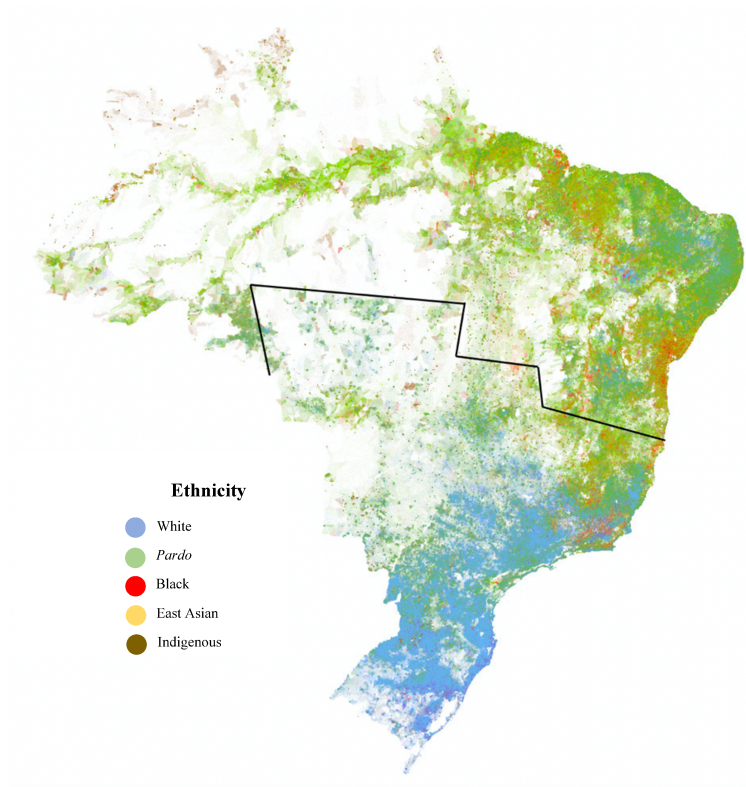 Ethnicity
White
Pardo
Black
East Asian
Indigenous